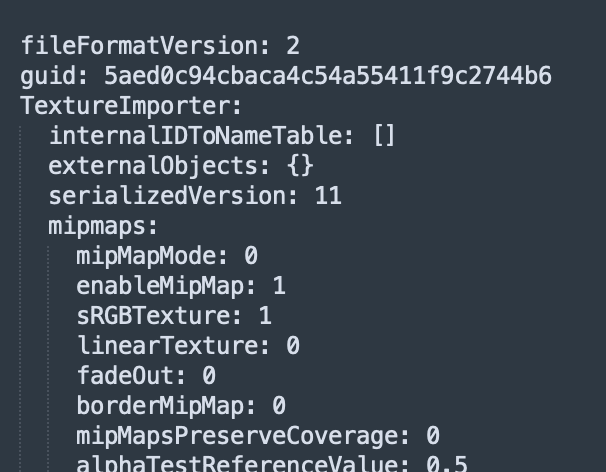 fileFormatVersion: 2
guid: 5aed0c94cbaca4c54a55411f9c2744b6
TextureImporter:
  internalIDToNameTable: []
  externalObjects: {}
  serializedVersion: 11
  mipmaps:
    mipMapMode: 0
    enableMipMap: 1
    sRGBTexture: 1
    linearTexture: 0
    fadeOut: 0
    borderMipMap: 0
    mipMapsPreserveCoverage: 0
    alphaTestReferenceValue: 0.5